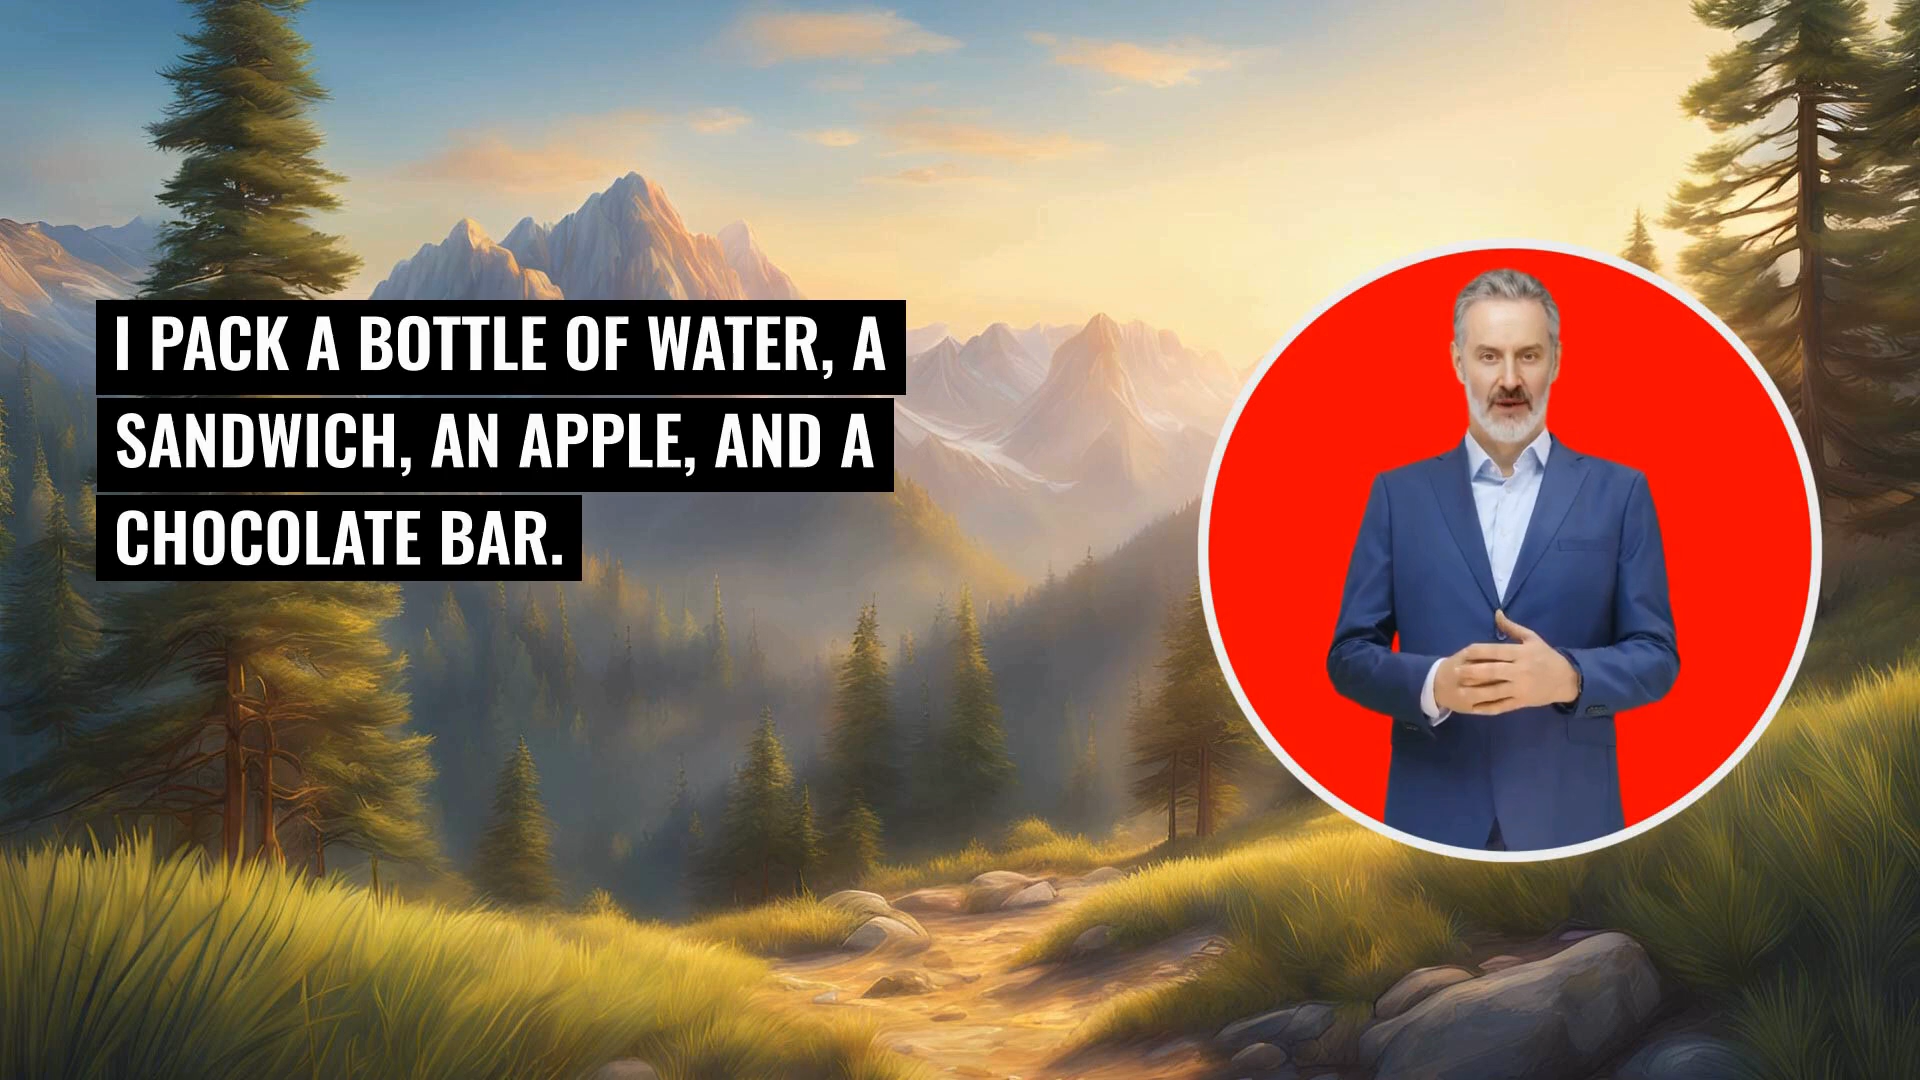 I PACK A BOTTLE OF WATER, A
SANDWICH, AN APPLE, AND A
CHOCOLATE BAR.